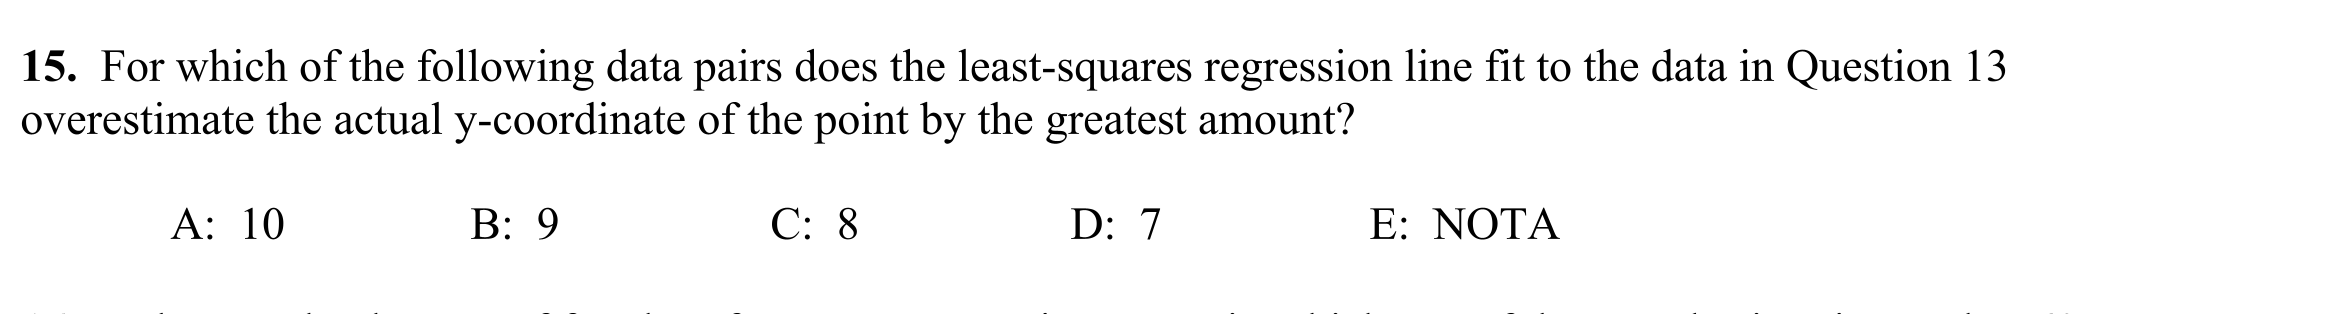 15. For which of the following data pairs does the least-squares regression line fit to the data in Question 13
overestimate the actual y-coordinate of the point by the greatest amount?
A: 10 B: 9 C: 8 D: 7 E: NOTA